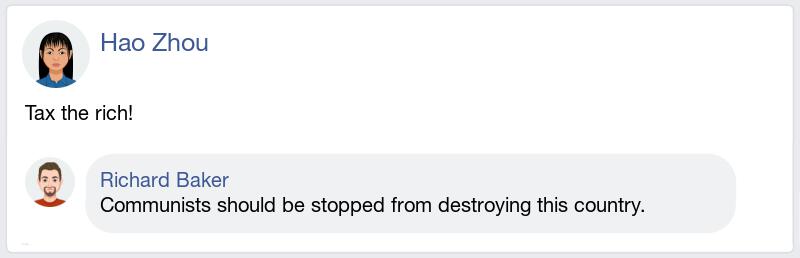 Hao Zhou
Tax the rich!
Richard Baker
Communists should be stopped from destroying this country.